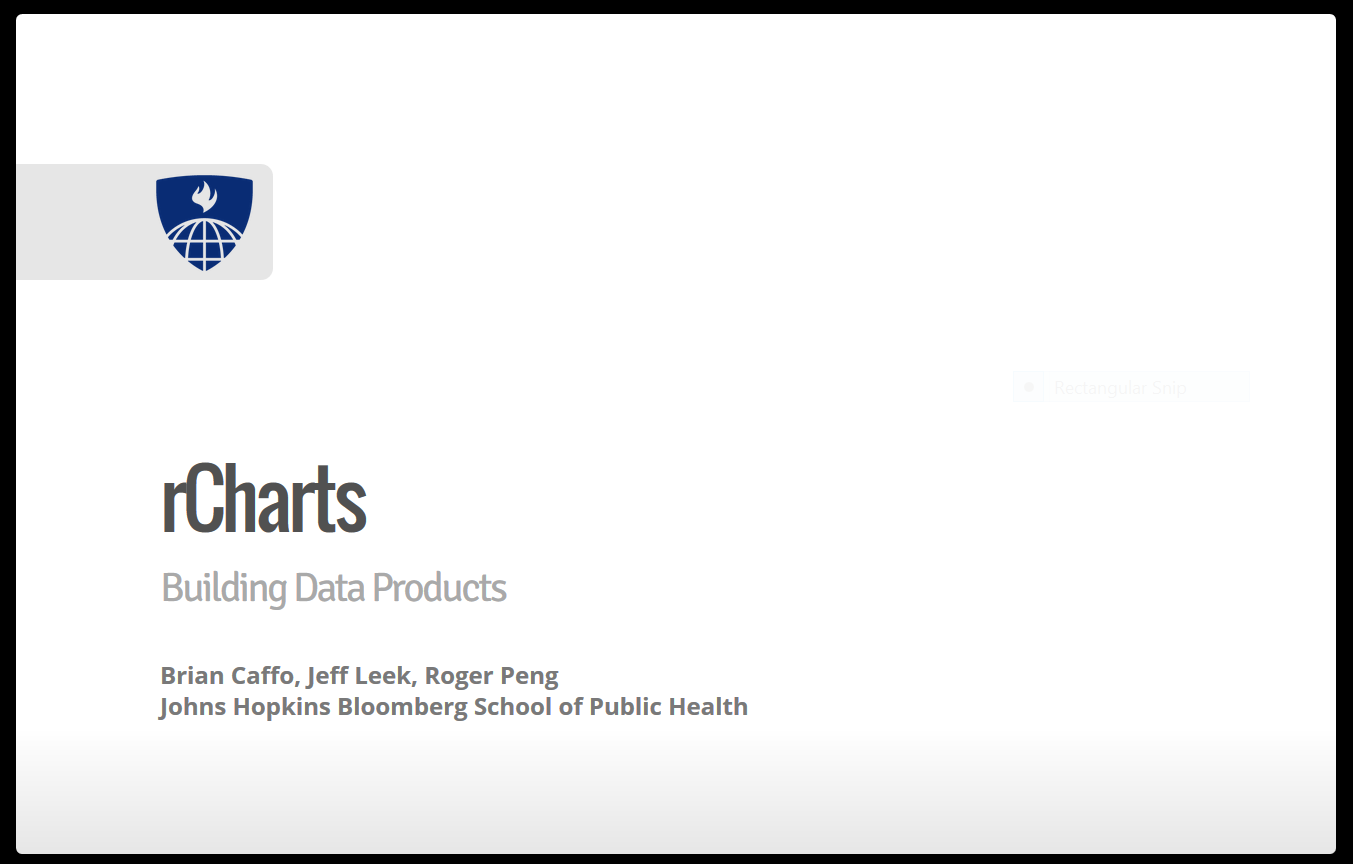 Rectangular Snip
rCharts
Building Data Products
Brian Caffo, Jeff Leek, Roger Peng
Johns Hopkins Bloomberg School of Public Health